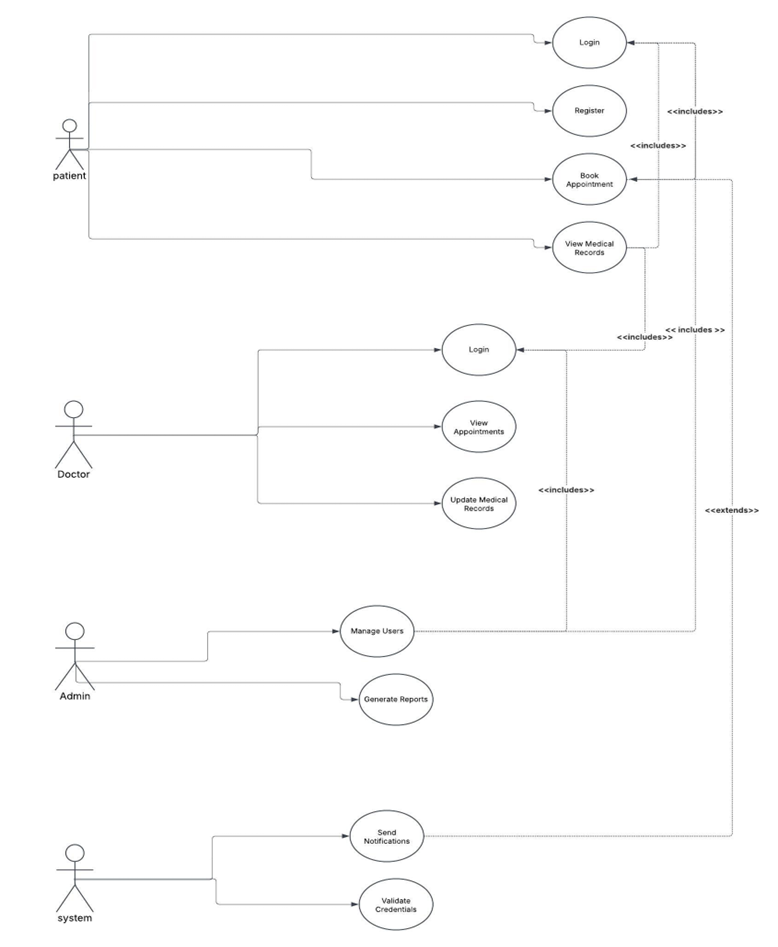 Login
<<includes>>
Register
<<includes>>
patient
Book
Appointment
View Medical
Records
<< includes >>
<<includes>>
Login
View
Appointments
Doctor
<<includes>>
Update Medical
Records
<<extends>>
Manage Users
Admin
Generate Reports
Send
Notifications
Validate
Credentials
system